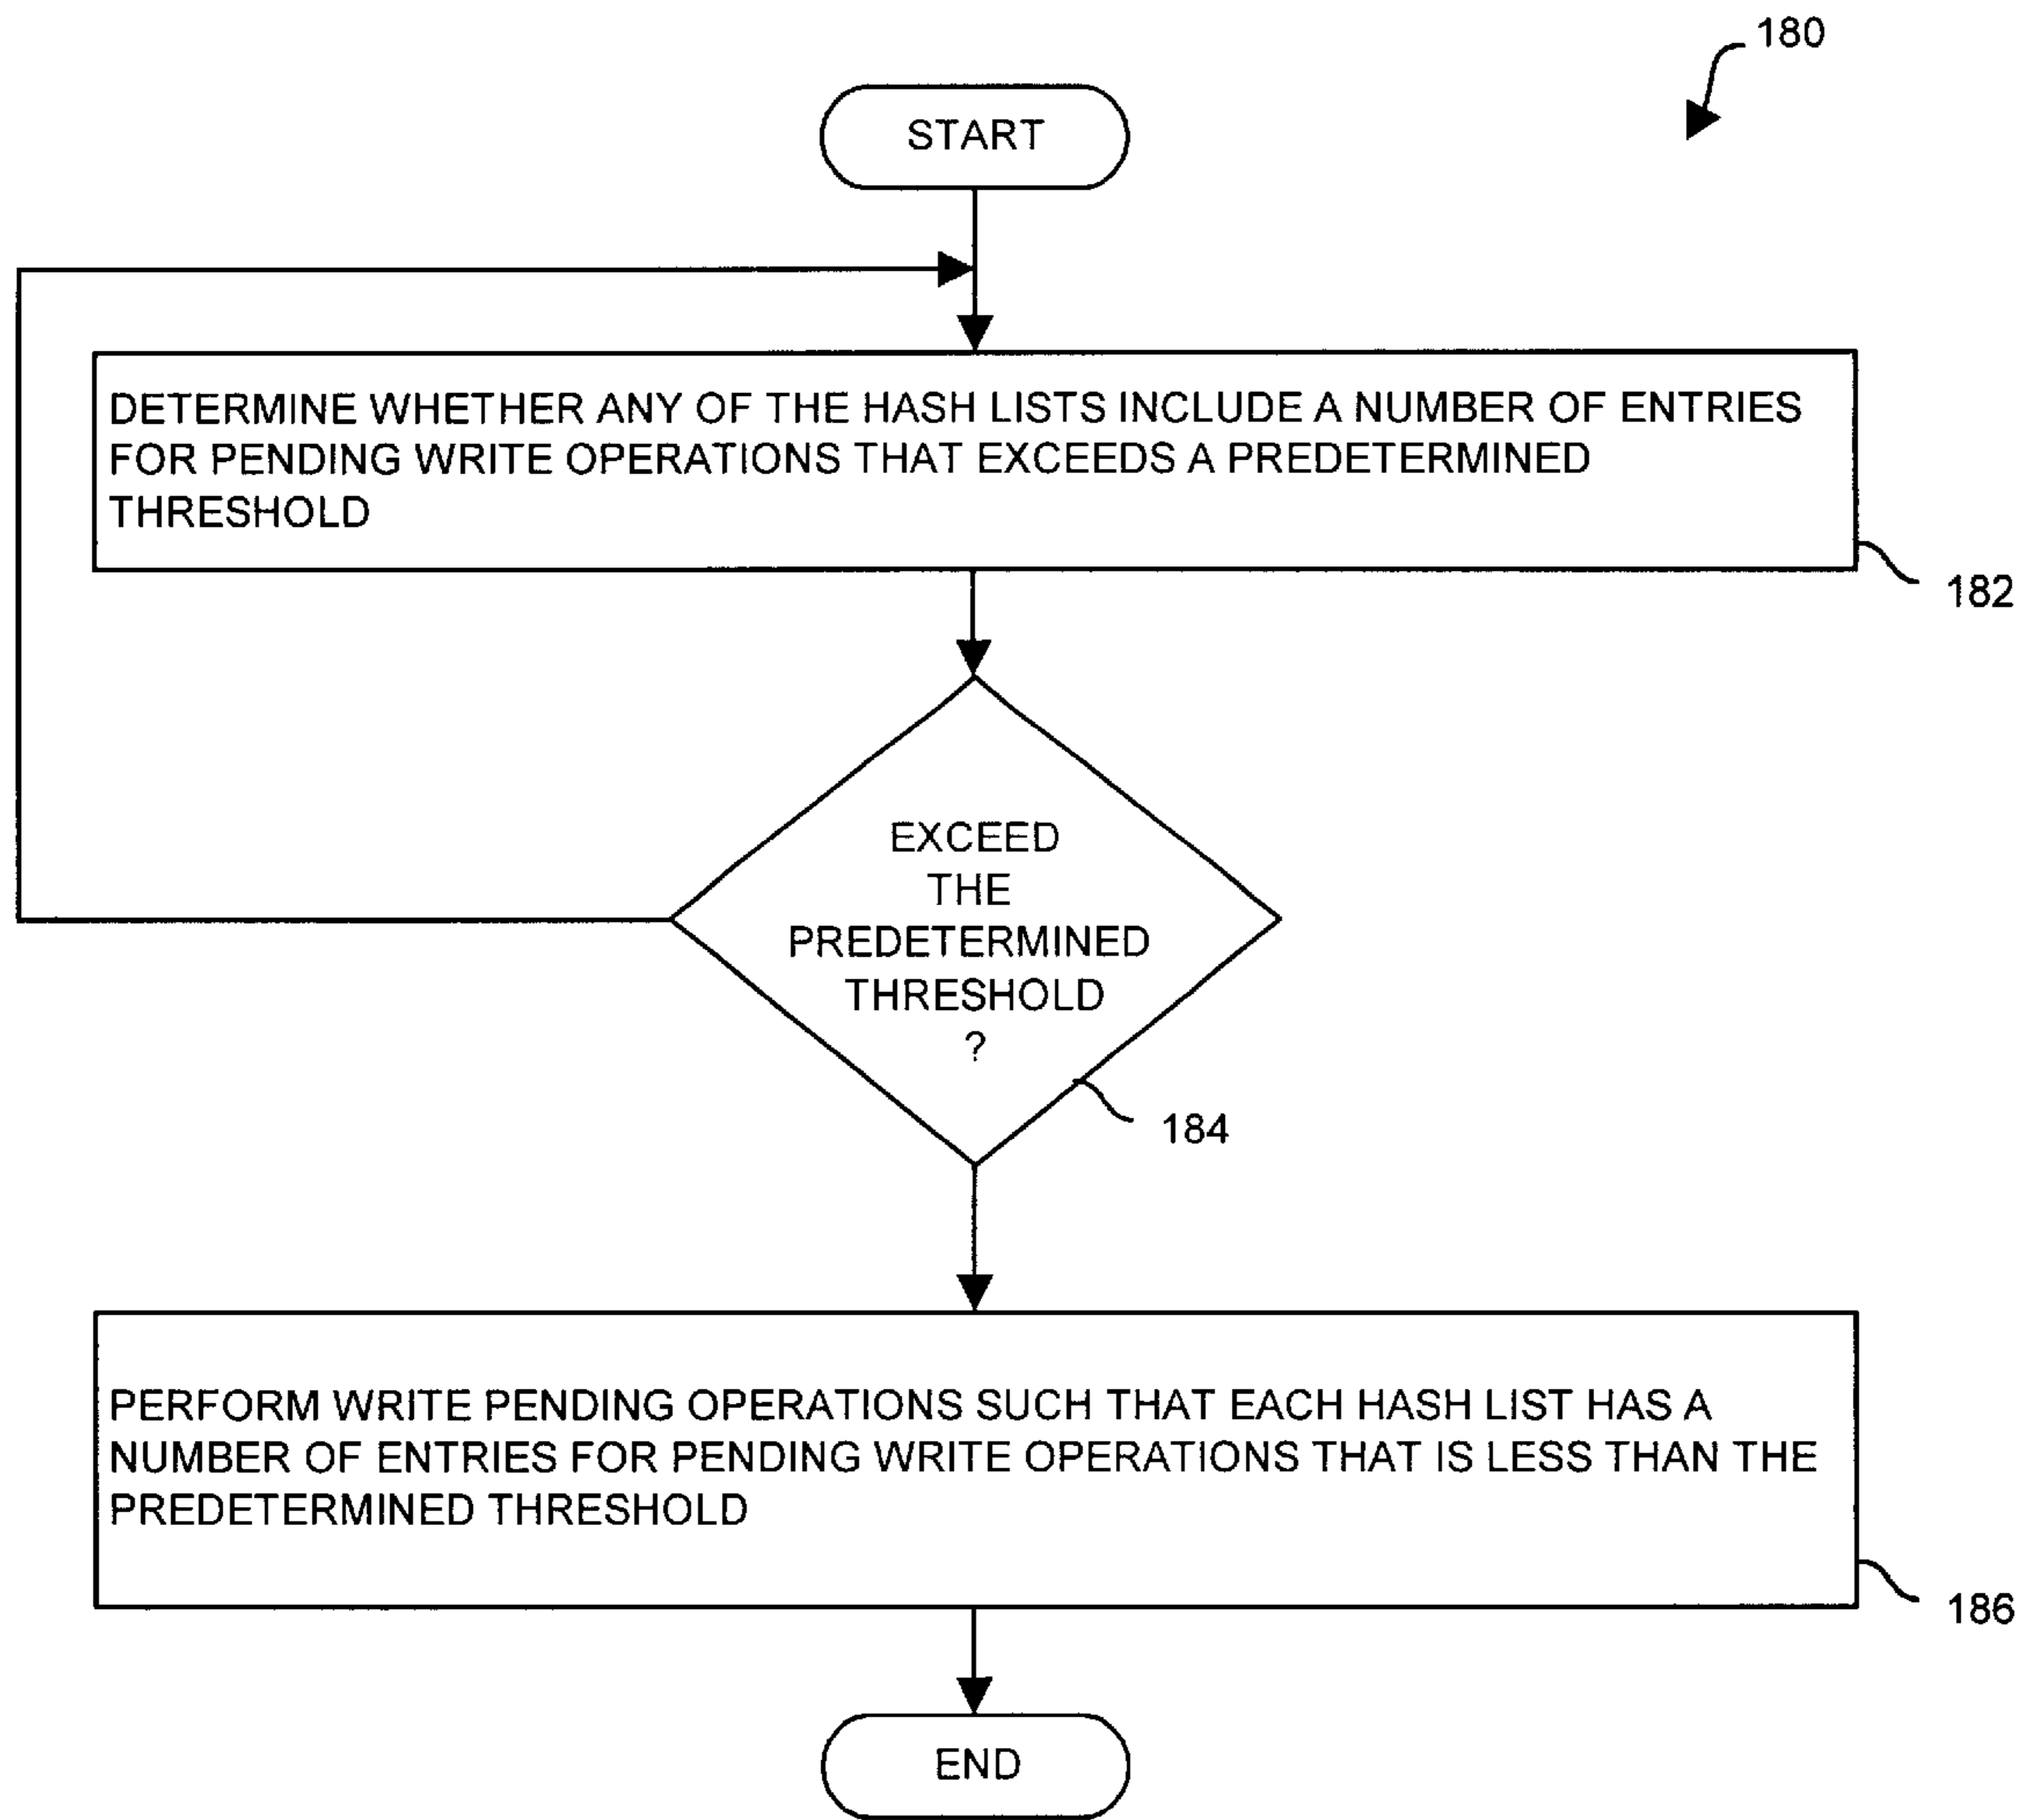 180
START
DETERMINE WHETHER ANY OF THE HASH LISTS INCLUDE A NUMBER OF ENTRIES
FOR PENDING WRITE OPERATIONS THAT EXCEEDS A PREDETERMINED
THRESHOLD
182
EXCEED
THE
PREDETERMINED
THRESHOLD
?
184
PERFORM WRITE PENDING OPERATIONS SUCH THAT EACH HASH LIST HAS A
NUMBER OF ENTRIES FOR PENDING WRITE OPERATIONS THAT IS LESS THAN THE
PREDETERMINED THRESHOLD
186
END